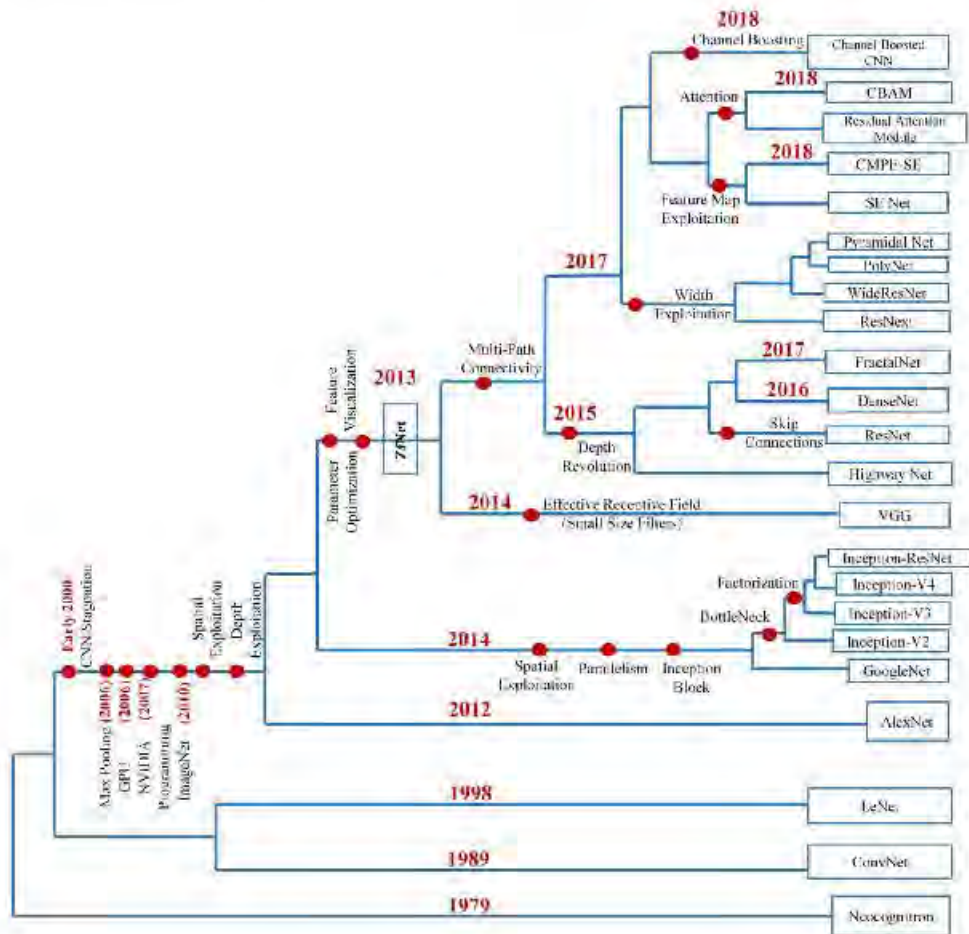 2018
Channel Boosting
Channel Boosted
CNN
2018
Attention
CBAM
Residual Attention
Module
2018
CMPE-SE
Feature Map
Exploitation
SE Net
Pyramidal Net
PolyNet
2017
Width
Exploitation
WideResNet
ResNext
Multi-Path
Connectivity
2017
FractalNet
2016
DanseNet
2015
Depth
Revolution
Skip
Connections
ResNet
Highway Net
Feature
Visualization
Parameter
Optimization
2013
ZfNet
2014
Effective Receptive Field
(Small Size Filters)
VGG
Inception-ResNet
Factorization
Inception-V4
BottleNeck
Inception-V3
Inception-V2
2014
Spatial
Exploration
Parallelism
Inception
Block
GoogleNet
Early 2000
CNN Stagnation
Spatial
Exploitation
Depth
Exploitation
Max Pooling (2006)
GPU (2006)
NVIDIA (2007)
Programming
ImageNet (2010)
2012
AlexNet
1998
LeNet
1989
ConvNet
1979
Neocognitron